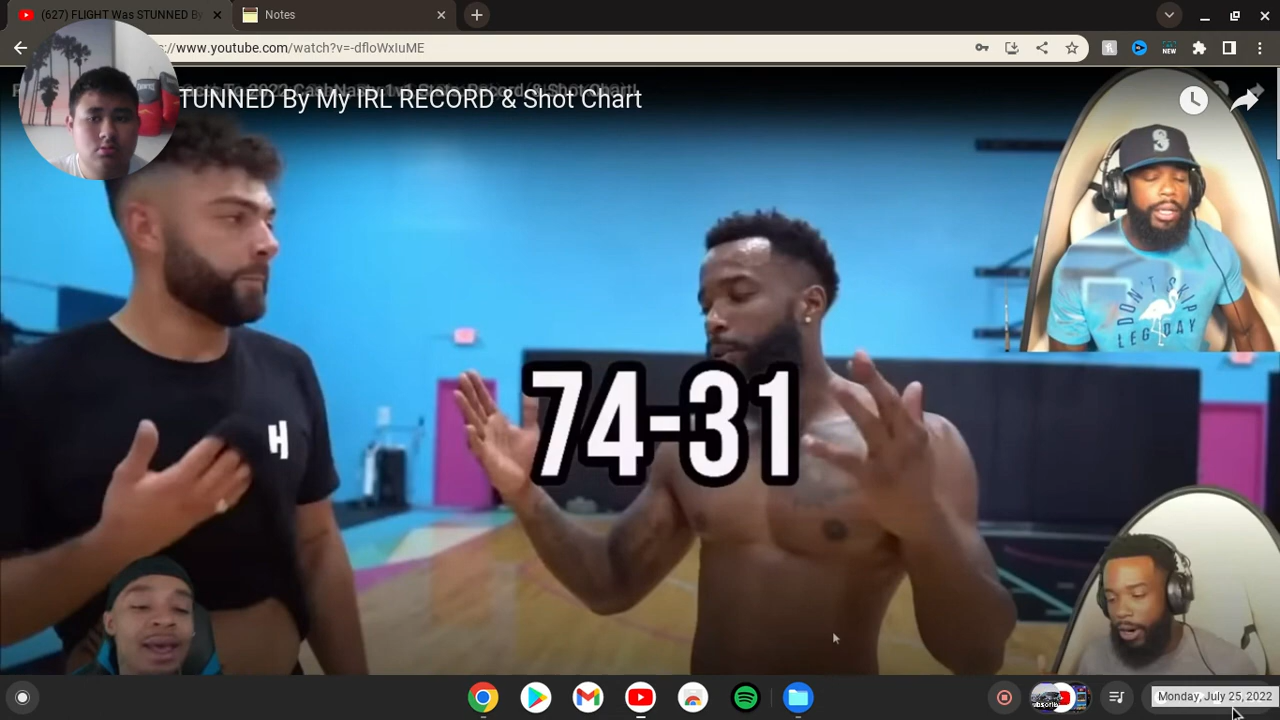 (627) FLIGHT Was STUNNED By
Notes
NEW
www.youtube.com/watch?v=-dfloWxIuME
TUNNED By My IRL RECORD & Shot Chart
DON'T SKIP
LEG DAY
H
74-31
Monday, July 25, 2022